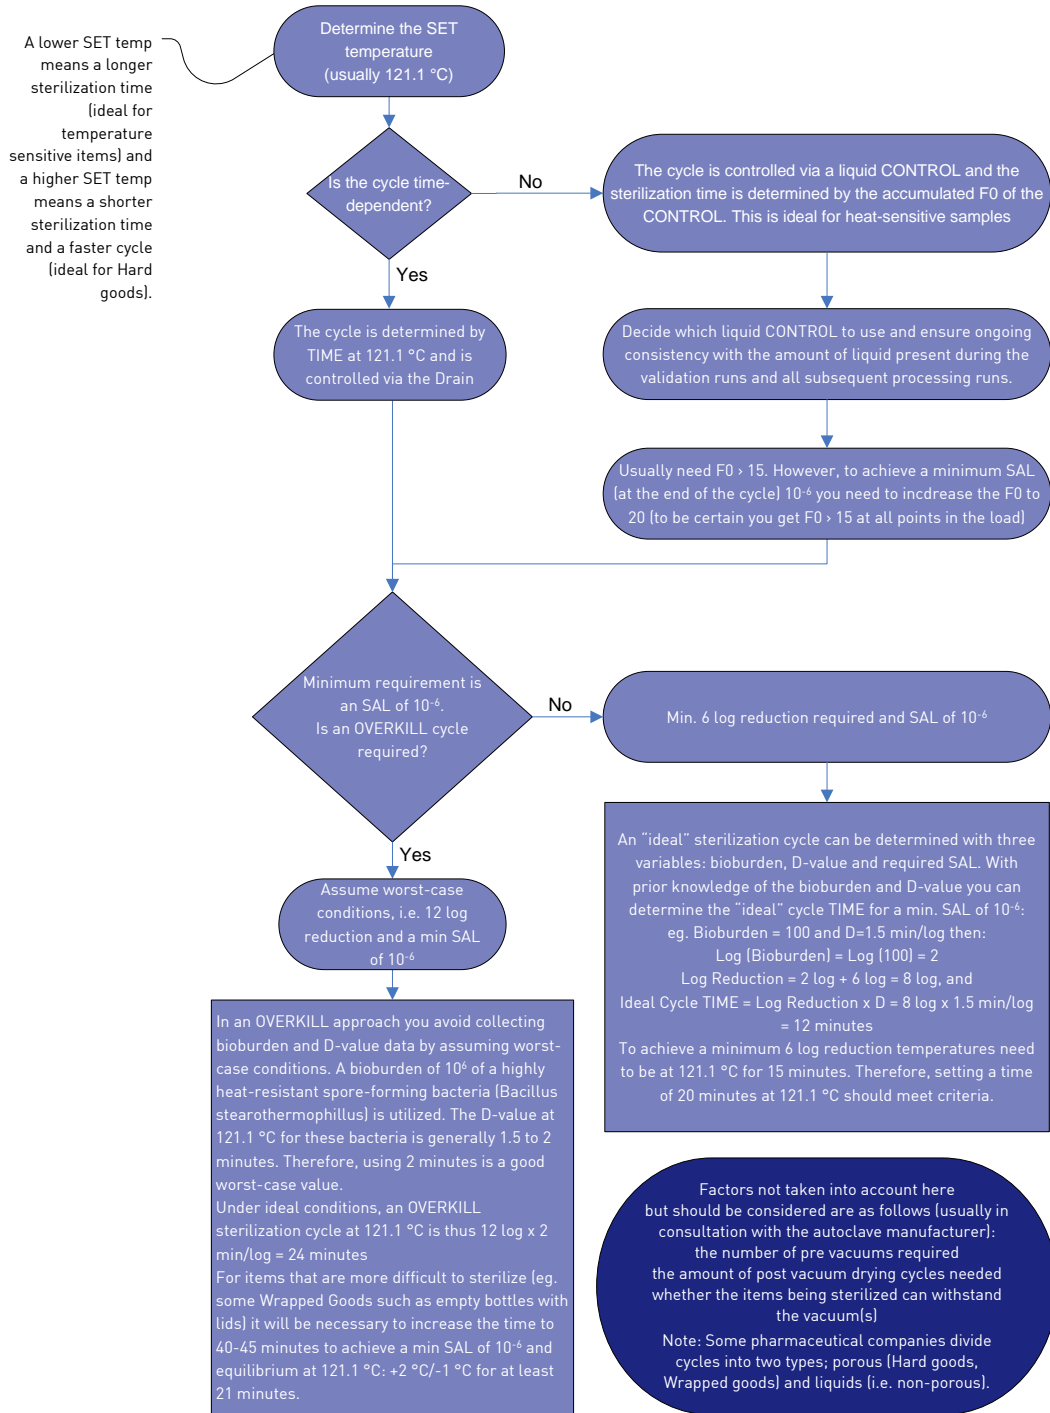 Determine the SET
temperature
(usually 121.1 °C)
A lower SET temp
means a longer
sterilization time
(ideal for
temperature
sensitive items) and
a higher SET temp
means a shorter
sterilization time
and a faster cycle
(ideal for Hard
goods).
Is the cycle time-
dependent?
No
The cycle is controlled via a liquid CONTROL and the
sterilization time is determined by the accumulated F0 of the
CONTROL. This is ideal for heat-sensitive samples
Yes
The cycle is determined by
TIME at 121.1 °C and is
controlled via the Drain
Decide which liquid CONTROL to use and ensure ongoing
consistency with the amount of liquid present during the
validation runs and all subsequent processing runs.
Usually need F0 > 15. However, to achieve a minimum SAL
(at the end of the cycle) 10⁻⁶ you need to incdrease the F0 to
20 (to be certain you get F0 > 15 at all points in the load)
Minimum requirement is
an SAL of 10⁻⁶.
Is an OVERKILL cycle
required?
No
Min. 6 log reduction required and SAL of 10⁻⁶
Yes
Assume worst-case
conditions, i.e. 12 log
reduction and a min SAL
of 10⁻⁶
An “ideal” sterilization cycle can be determined with three
variables: bioburden, D-value and required SAL. With
prior knowledge of the bioburden and D-value you can
determine the “ideal” cycle TIME for a min. SAL of 10⁻⁶:
eg. Bioburden = 100 and D=1.5 min/log then:
Log (Bioburden) = Log (100) = 2
Log Reduction = 2 log + 6 log = 8 log, and
Ideal Cycle TIME = Log Reduction x D = 8 log x 1.5 min/log
= 12 minutes
To achieve a minimum 6 log reduction temperatures need
to be at 121.1 °C for 15 minutes. Therefore, setting a time
of 20 minutes at 121.1 °C should meet criteria.
In an OVERKILL approach you avoid collecting
bioburden and D-value data by assuming worst-
case conditions. A bioburden of 10⁶ of a highly
heat-resistant spore-forming bacteria (Bacillus
stearothermophillus) is utilized. The D-value at
121.1 °C for these bacteria is generally 1.5 to 2
minutes. Therefore, using 2 minutes is a good
worst-case value.
Under ideal conditions, an OVERKILL
sterilization cycle at 121.1 °C is thus 12 log x 2
min/log = 24 minutes
For items that are more difficult to sterilize (eg.
some Wrapped Goods such as empty bottles with
lids) it will be necessary to increase the time to
40-45 minutes to achieve a min SAL of 10⁻⁶ and
equilibrium at 121.1 °C: +2 °C/-1 °C for at least
21 minutes.
Factors not taken into account here
but should be considered are as follows (usually in
consultation with the autoclave manufacturer):
the number of pre vacuums required
the amount of post vacuum drying cycles needed
whether the items being sterilized can withstand
the vacuum(s)
Note: Some pharmaceutical companies divide
cycles into two types; porous (Hard goods,
Wrapped goods) and liquids (i.e. non-porous).